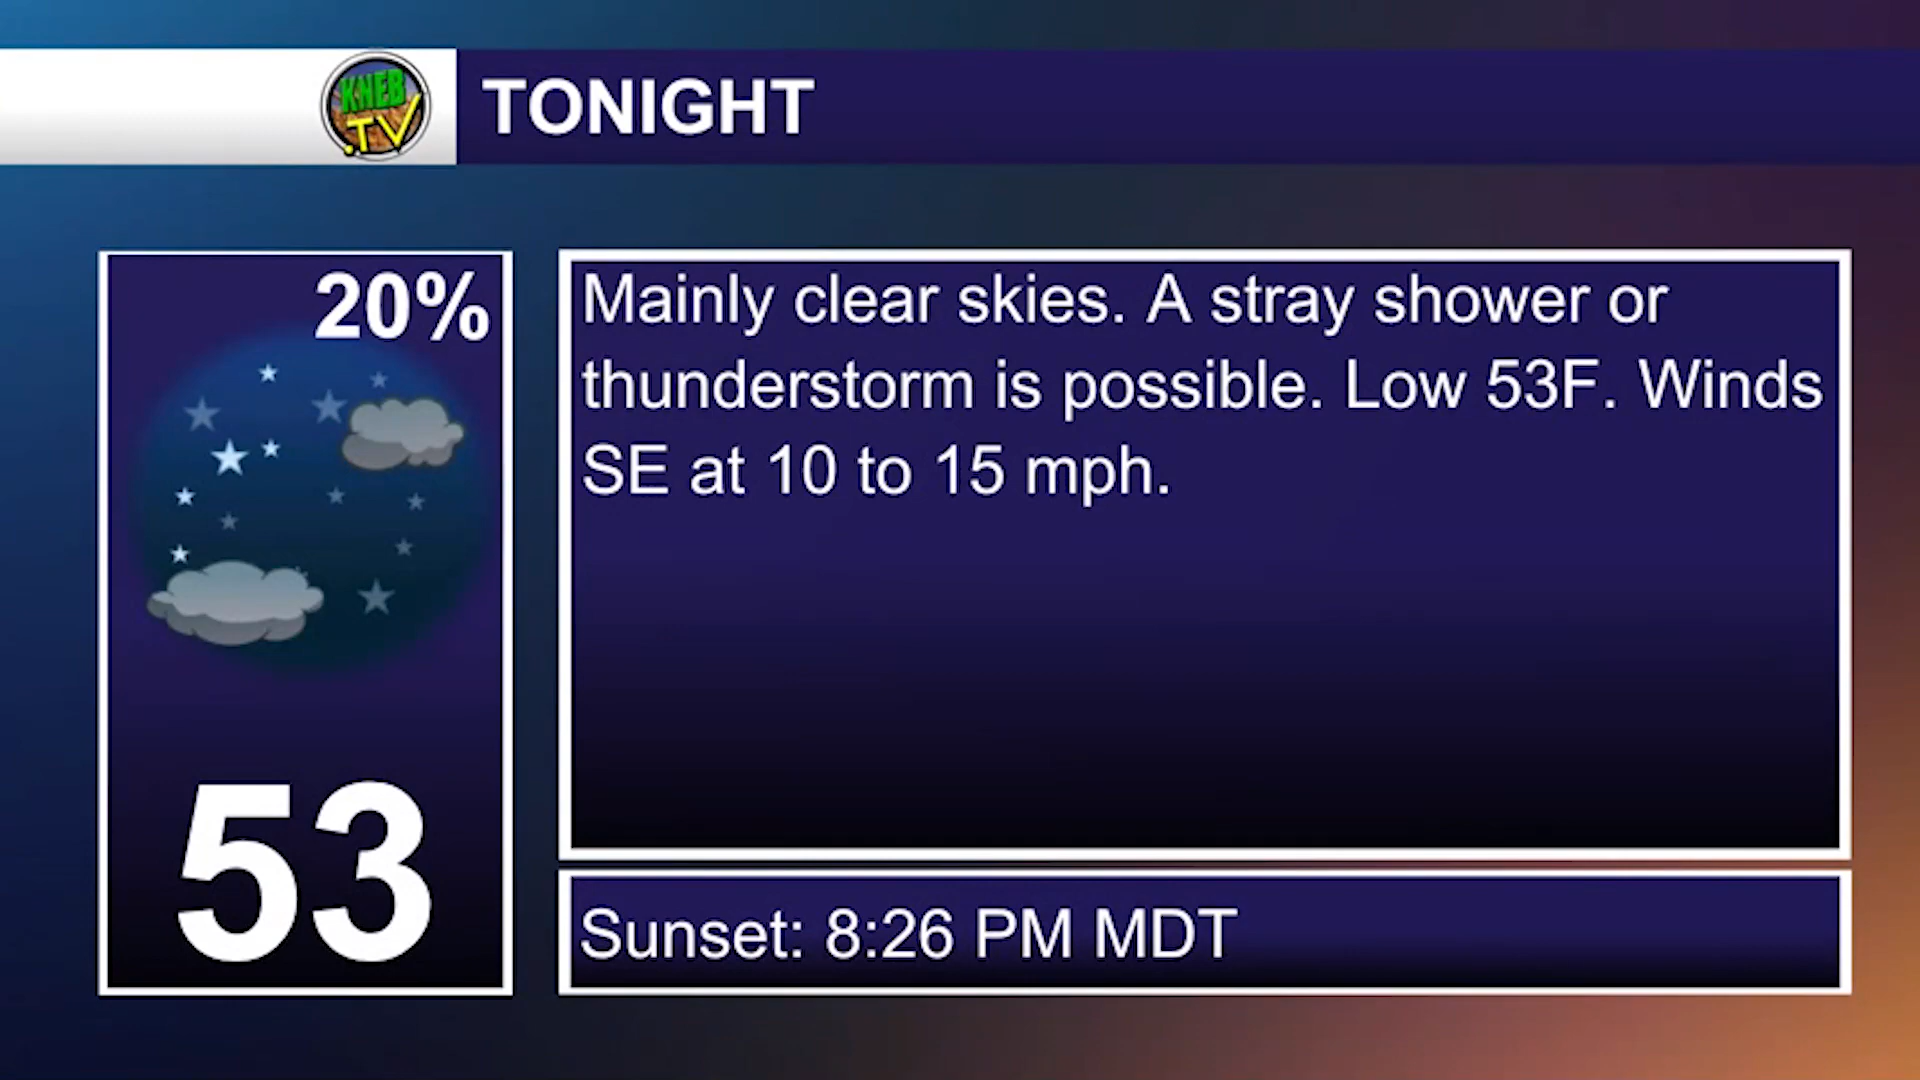 KNEB
.TV
TONIGHT
20%
53
Mainly clear skies. A stray shower or
thunderstorm is possible. Low 53F. Winds
SE at 10 to 15 mph.
Sunset: 8:26 PM MDT